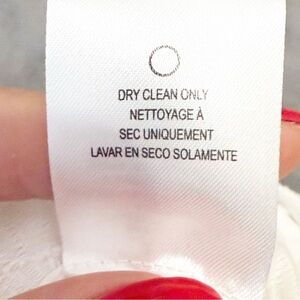 DRY CLEAN ONLY
NETTOYAGE À
SEC UNIQUEMENT
LAVAR EN SECO SOLAMENTE